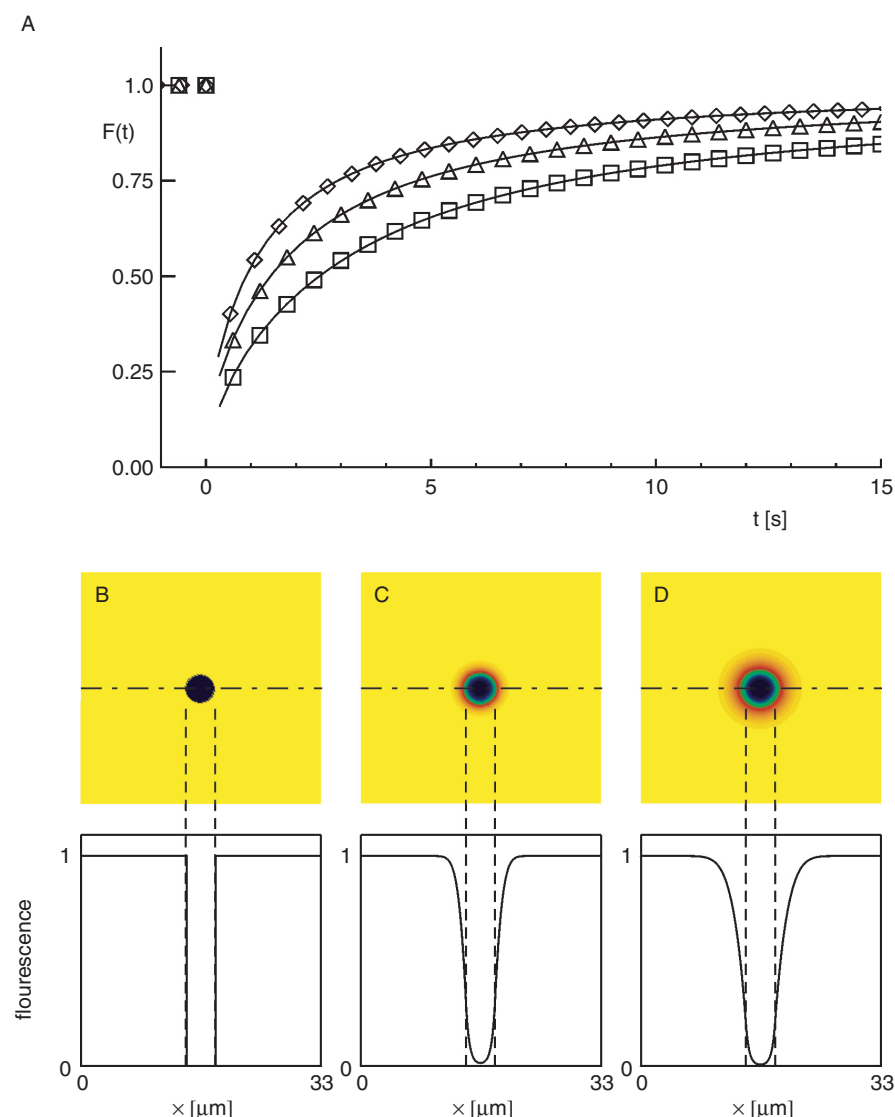 A
1.0
F(t)
0.75
0.50
0.25
0.00
0 5 10 15
t [s]
B C D
flourescence
1 1 1
0 0 0
0 33 0 33 0 33
× [μm] × [μm] × [μm]